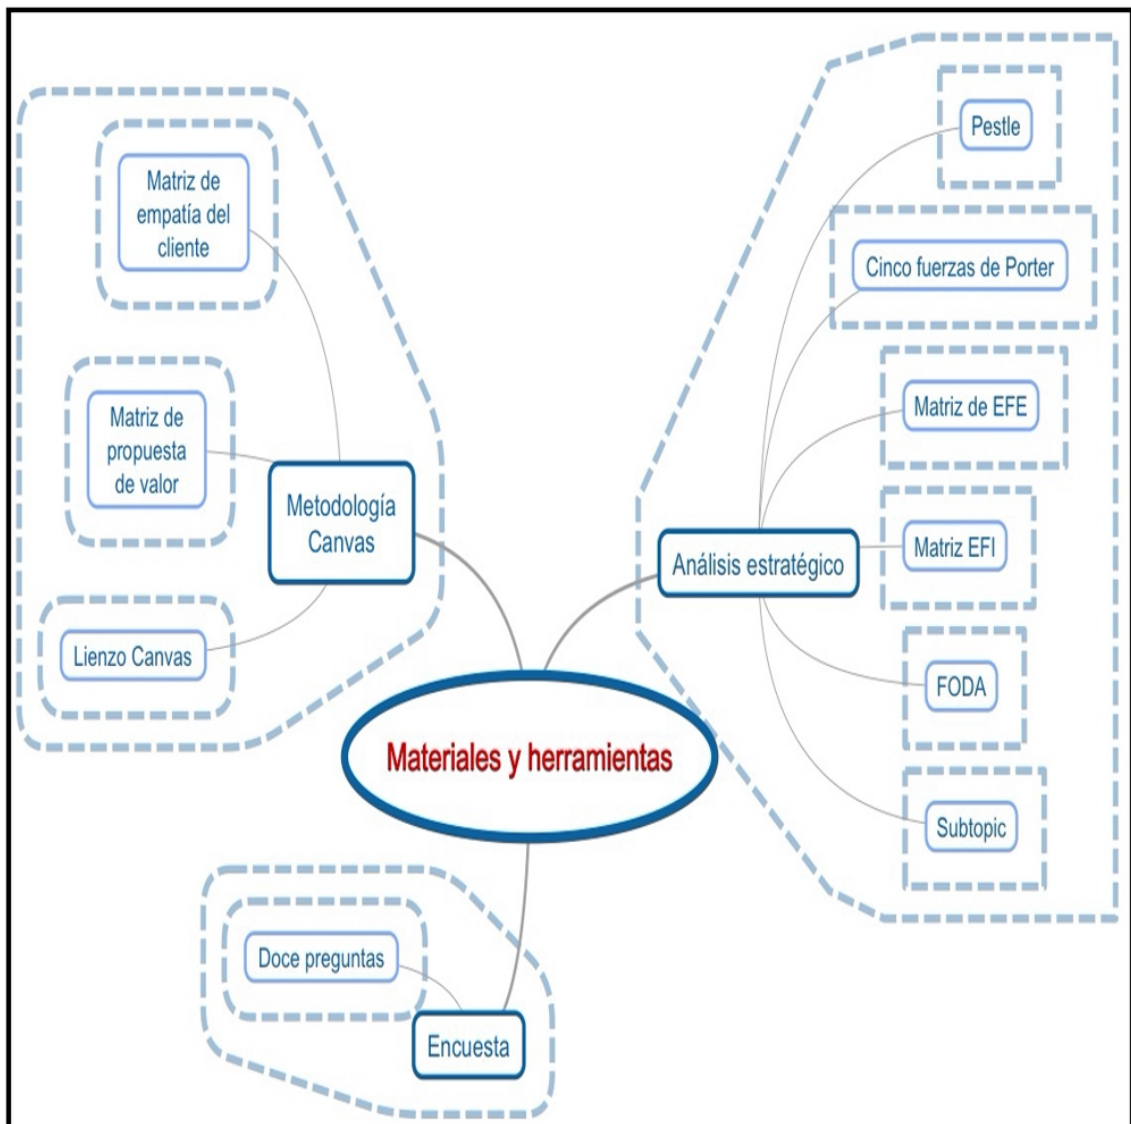 Matriz de
empatía del
cliente
Matriz de
propuesta
de valor
Lienzo Canvas
Metodología
Canvas
Pestle
Cinco fuerzas de Porter
Matriz de EFE
Matriz EFI
FODA
Subtopic
Análisis estratégico
Materiales y herramientas
Doce preguntas
Encuesta